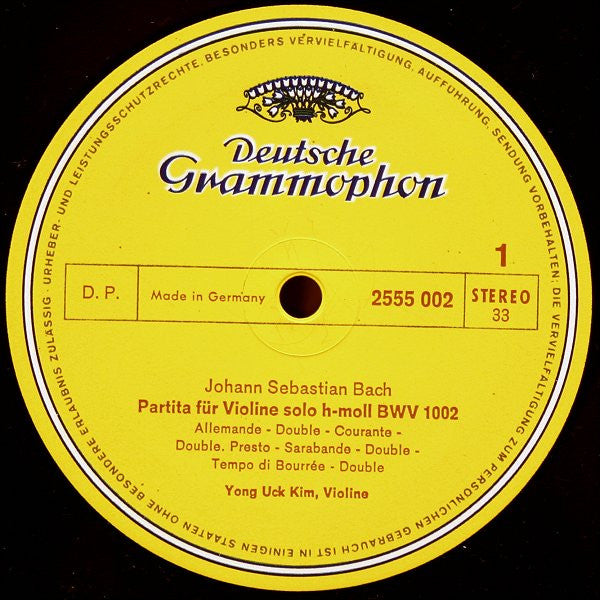 URHEBER- UND LEISTUNGSSCHUTZRECHTE, BESONDERS VERVIELFÄLTIGUNG, AUFFÜHRUNG, SENDUNG VORBEHALTEN; DIE VERVIELFÄLTIGUNG ZUM PERSÖNLICHEN GEBRAUCH IST IN EINIGEN STAATEN OHNE BESONDERE ERLAUBNIS ZULÄSSIG ·
Deutsche
Grammophon
1
D. P. Made in Germany 2555 002 STEREO
33
Johann Sebastian Bach
Partita für Violine solo h-moll BWV 1002
Allemande - Double - Courante -
Double. Presto - Sarabande - Double -
Tempo di Bourrée - Double
Yong Uck Kim, Violine